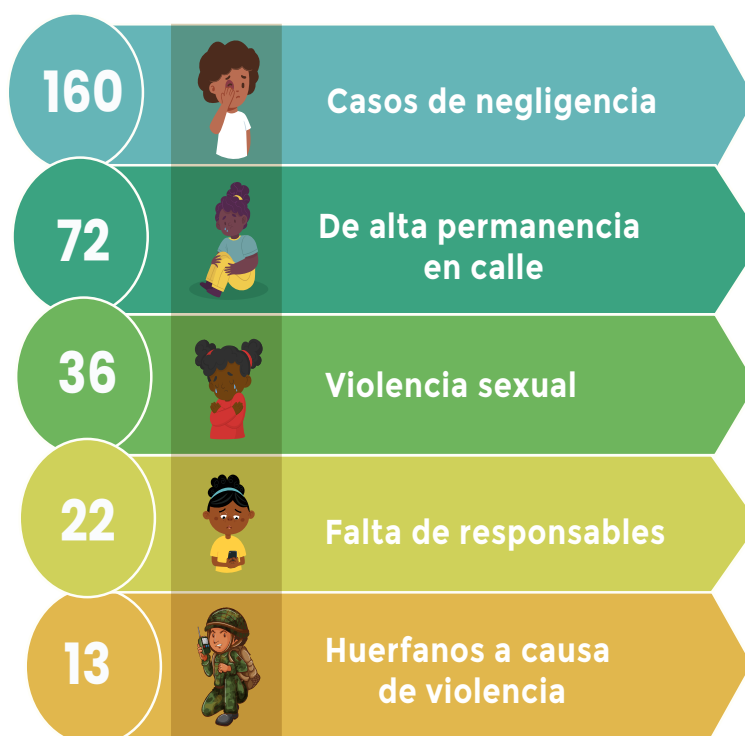 160
Casos de negligencia
72
De alta permanencia
en calle
36
Violencia sexual
22
Falta de responsables
13
Huerfanos a causa
de violencia